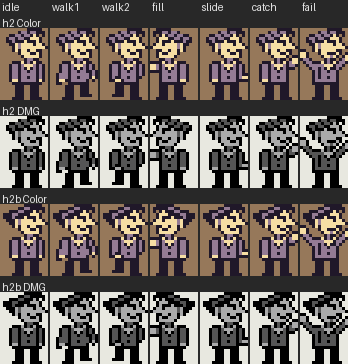 idle walk1 walk2 fill slide catch fail
h2 Color
h2 DMG
h2b Color
h2b DMG